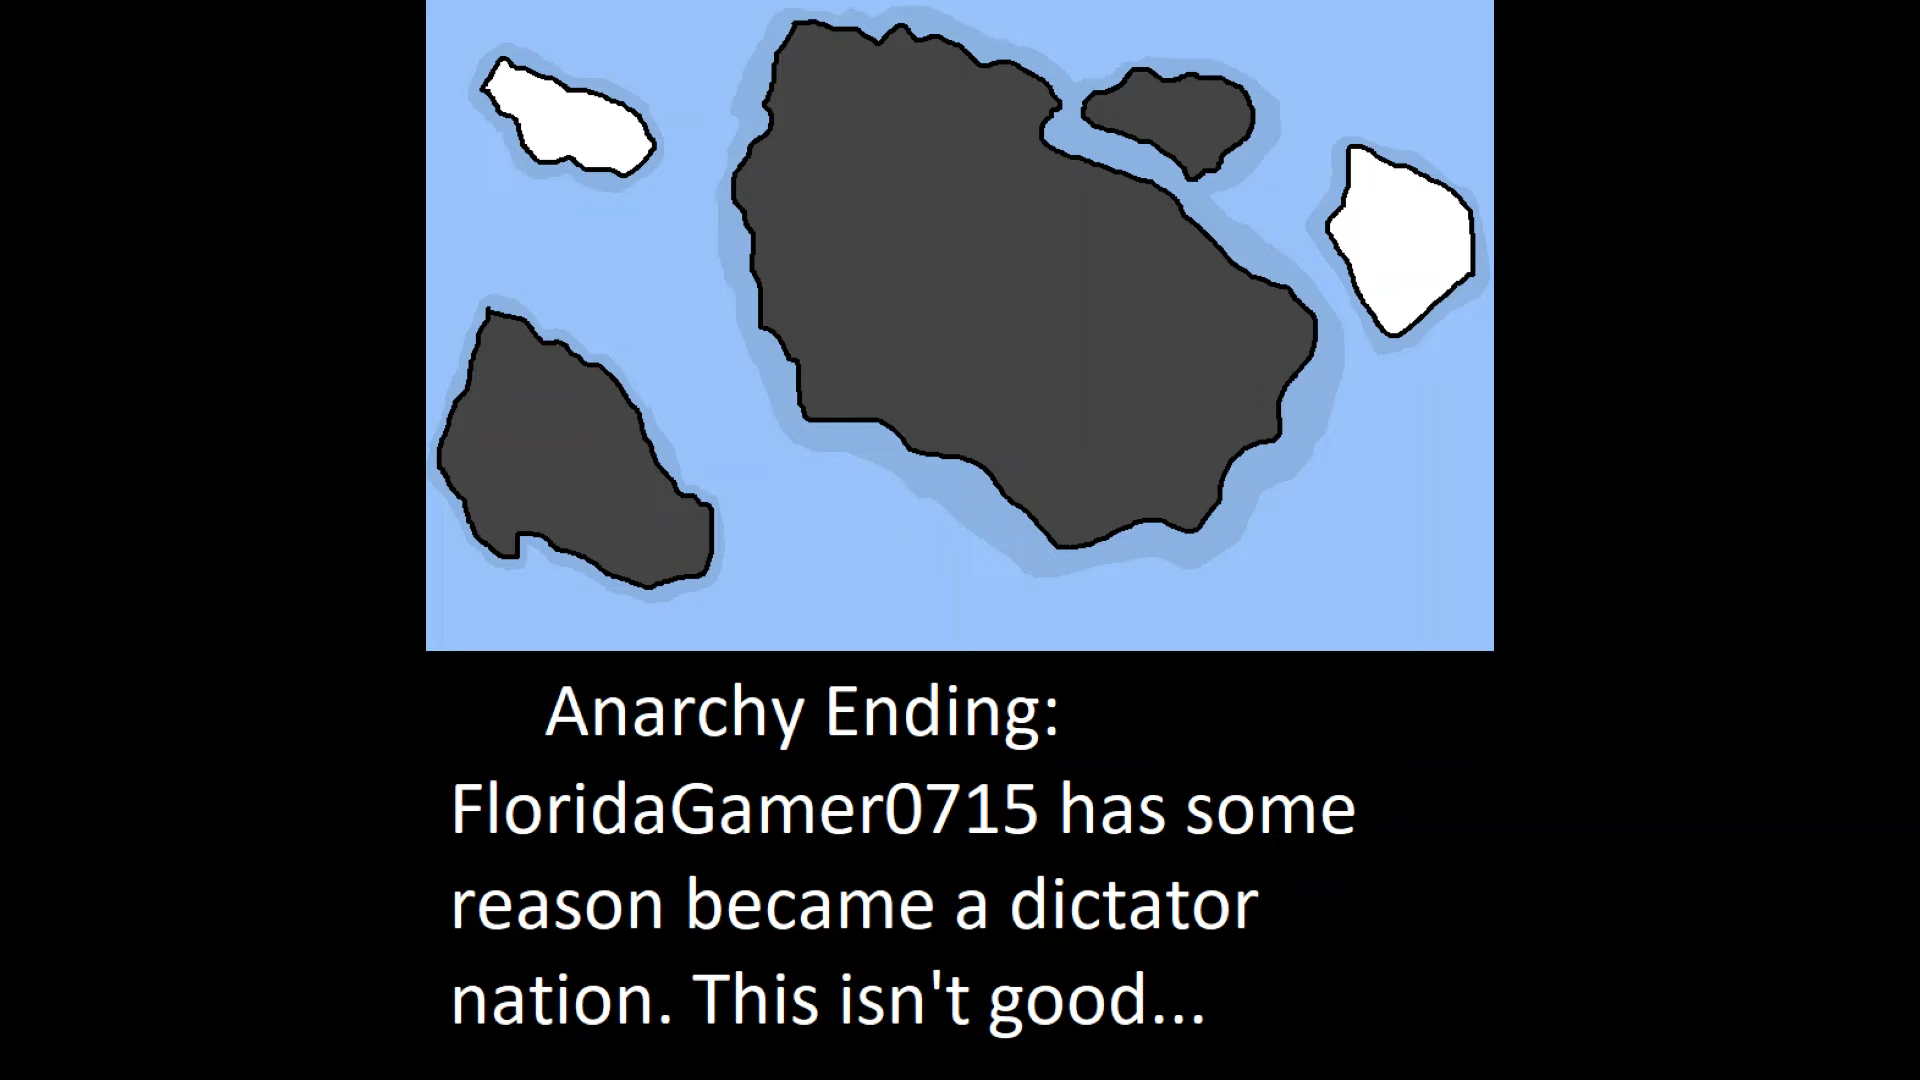 Anarchy Ending:
FloridaGamer0715 has some
reason became a dictator
nation. This isn't good...